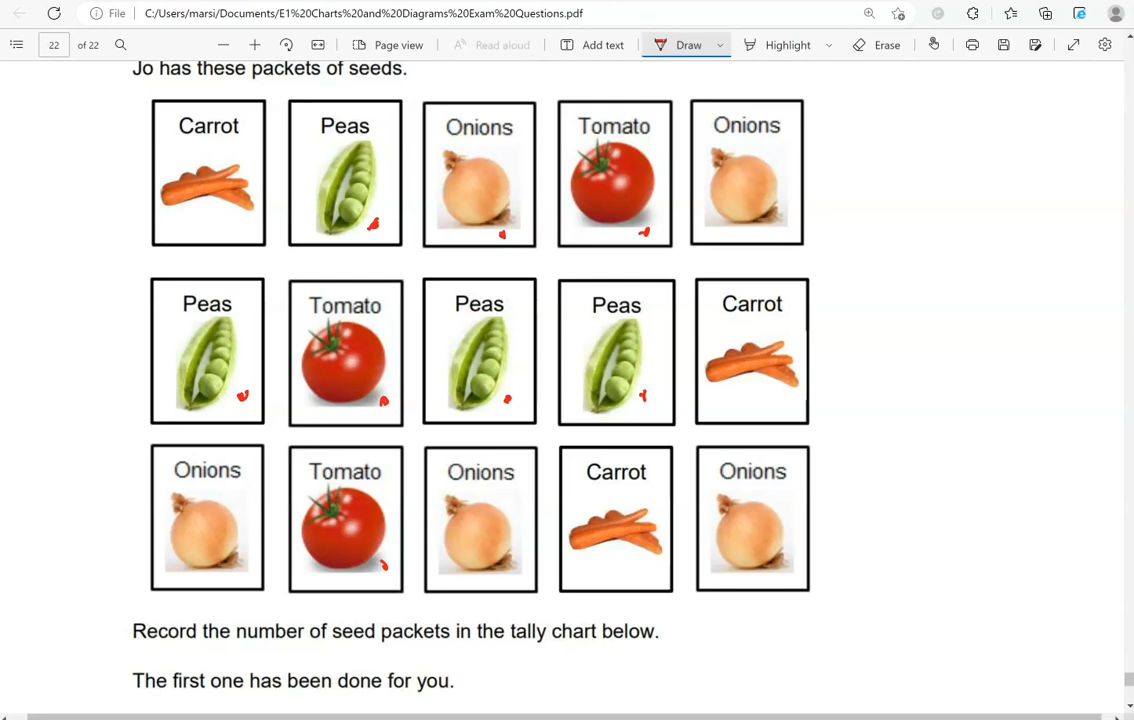 File C:/Users/marsi/Documents/E1%20Charts%20and%20Diagrams%20Exam%20Questions.pdf
22 of 22 Page view Read aloud Add text Draw Highlight Erase
Jo has these packets of seeds.
Carrot Peas Onions Tomato Onions
Peas Tomato Peas Peas Carrot
Onions Tomato Onions Carrot Onions
Record the number of seed packets in the tally chart below.
The first one has been done for you.